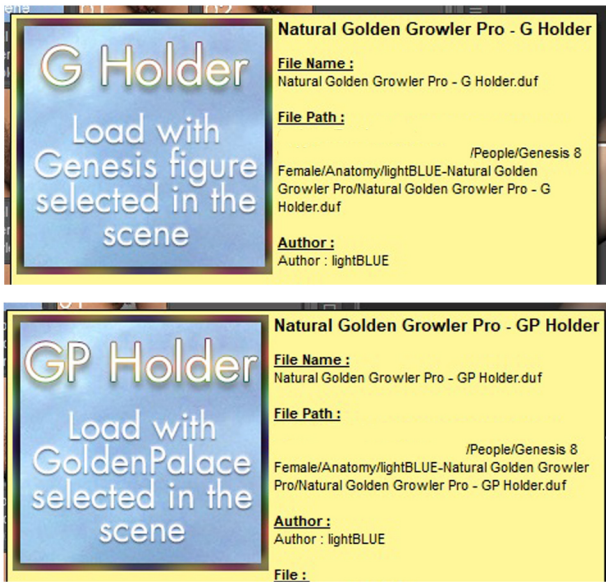 G Holder
Load with
Genesis figure
selected in the
scene
Natural Golden Growler Pro - G Holder
File Name :
Natural Golden Growler Pro - G Holder.duf
File Path :
/People/Genesis 8
Female/Anatomy/lightBLUE-Natural Golden
Growler Pro/Natural Golden Growler Pro - G
Holder.duf
Author :
Author : lightBLUE
GP Holder
Load with
GoldenPalace
selected in the
scene
Natural Golden Growler Pro - GP Holder
File Name :
Natural Golden Growler Pro - GP Holder.duf
File Path :
/People/Genesis 8
Female/Anatomy/lightBLUE-Natural Golden Growler
Pro/Natural Golden Growler Pro - GP Holder.duf
Author :
Author : lightBLUE
File :